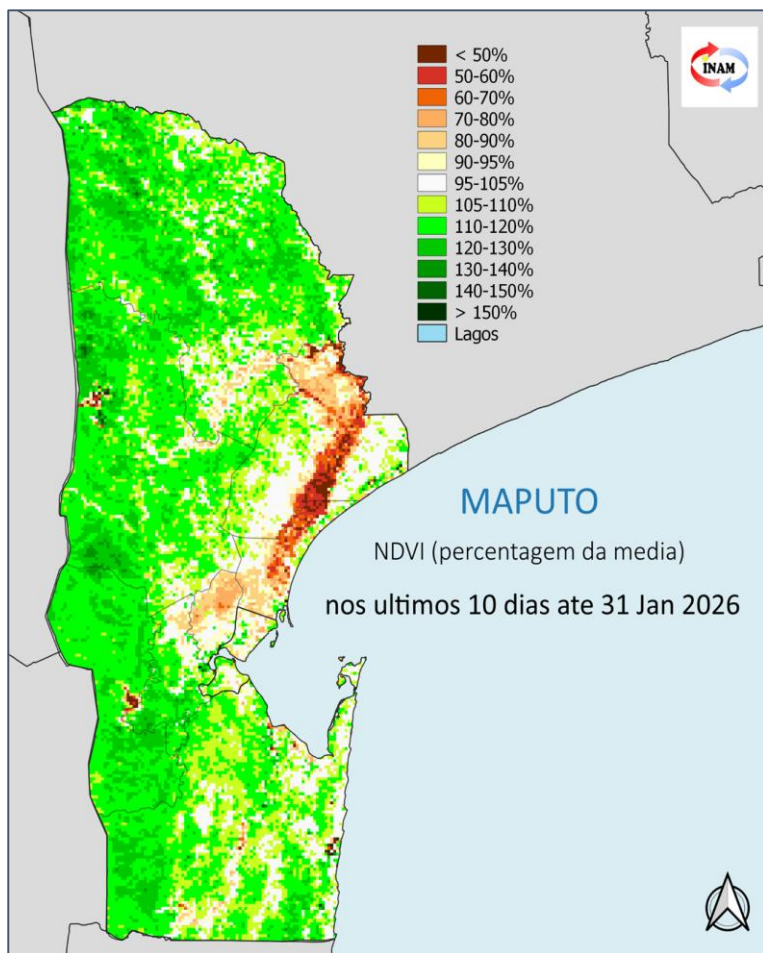 < 50%
50-60%
60-70%
70-80%
80-90%
90-95%
95-105%
105-110%
110-120%
120-130%
130-140%
140-150%
> 150%
Lagos
INAM
MAPUTO
NDVI (percentagem da media)
nos ultimos 10 dias ate 31 Jan 2026